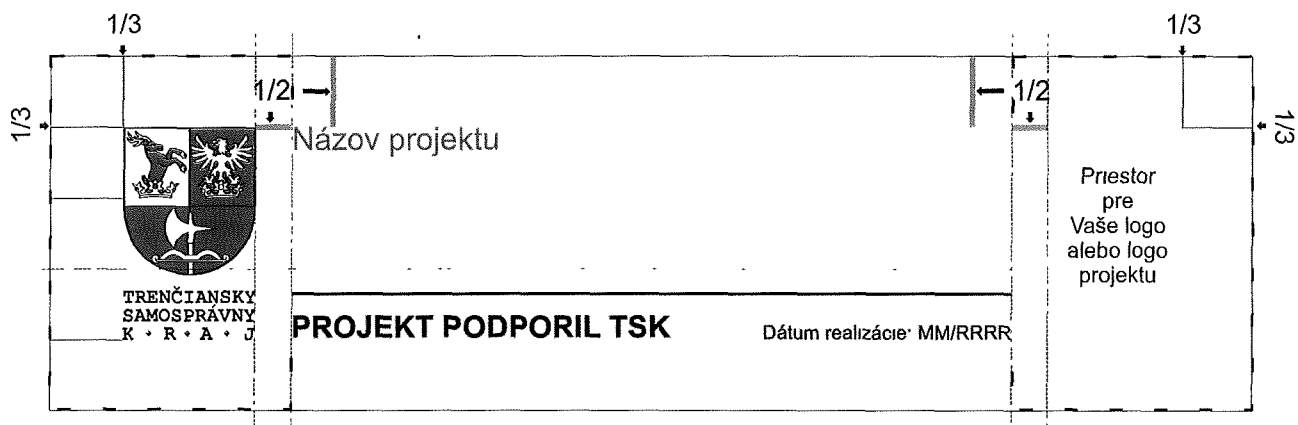 1/3
1/3
1/2
1/2
1/3
1/3
Názov projektu
Priestor
pre
Vaše logo
alebo logo
projektu
TRENČIANSKY
SAMOSPRÁVNY
K • R • A • J
PROJEKT PODPORIL TSK
Dátum realizácie: MM/RRRR